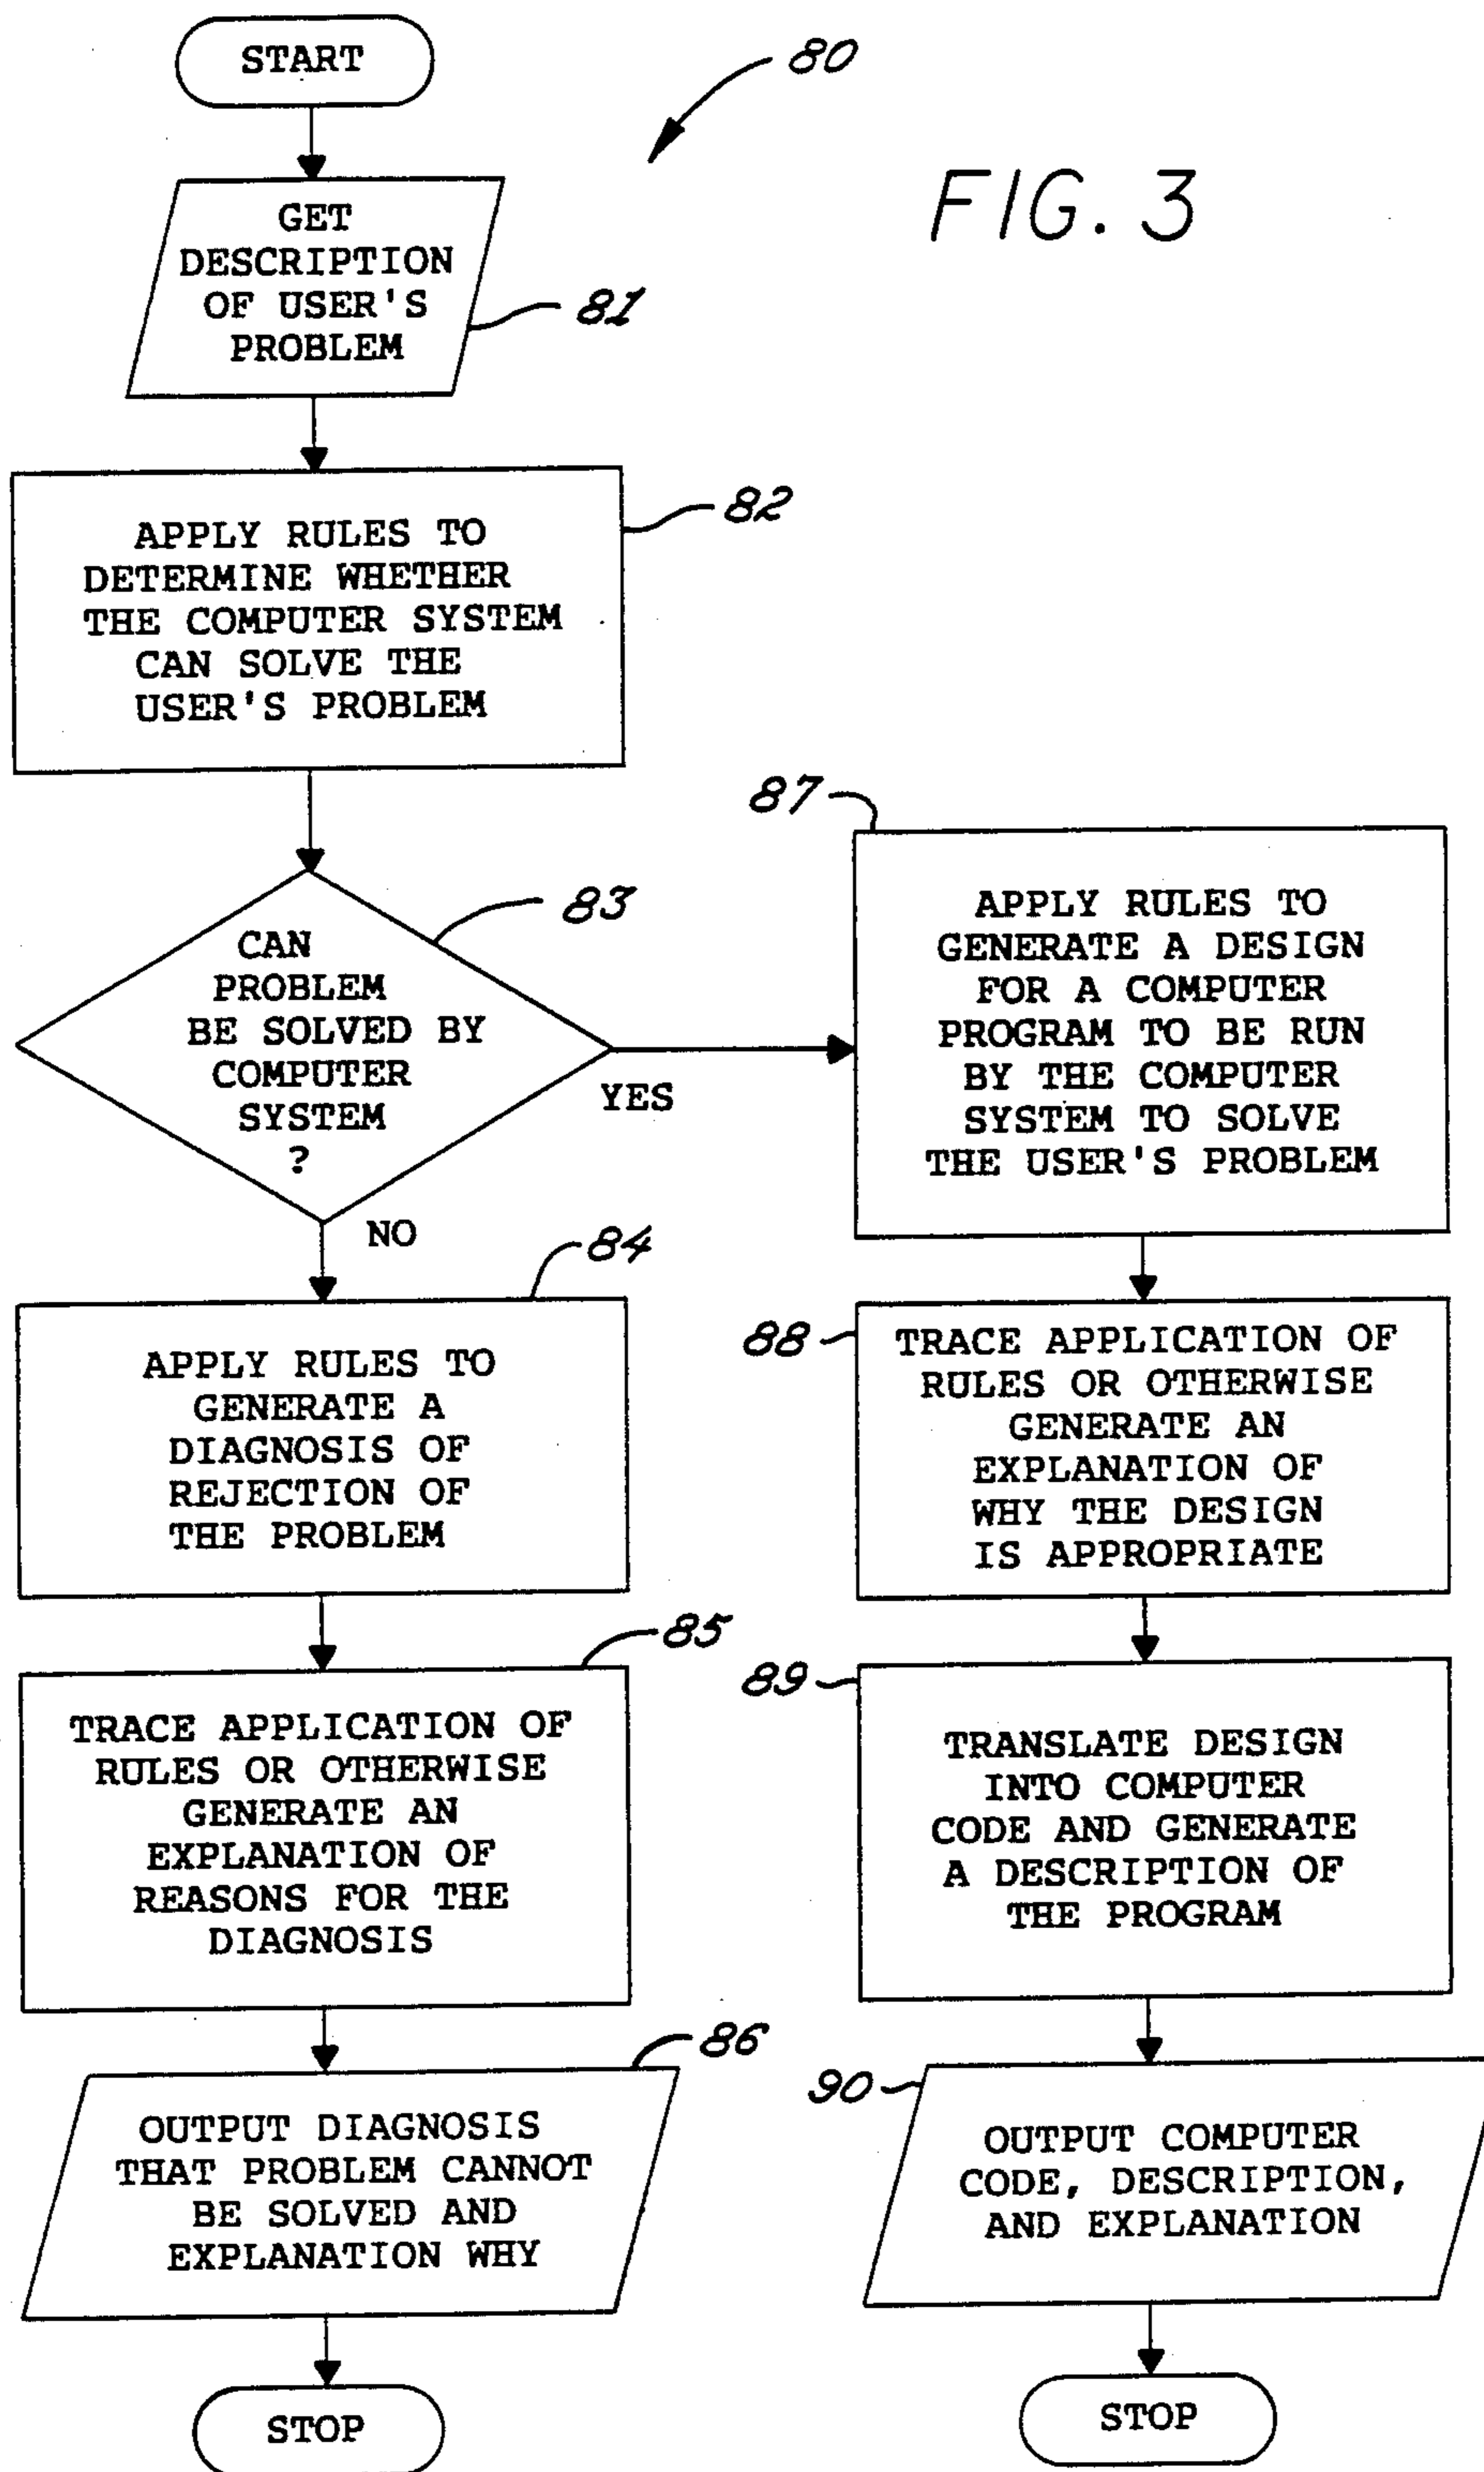 START
80
FIG. 3
GET
DESCRIPTION
OF USER'S
PROBLEM
81
APPLY RULES TO
DETERMINE WHETHER
THE COMPUTER SYSTEM
CAN SOLVE THE
USER'S PROBLEM
82
CAN
PROBLEM
BE SOLVED BY
COMPUTER
SYSTEM
?
83
YES
NO
84
APPLY RULES TO
GENERATE A
DIAGNOSIS OF
REJECTION OF
THE PROBLEM
85
TRACE APPLICATION OF
RULES OR OTHERWISE
GENERATE AN
EXPLANATION OF
REASONS FOR THE
DIAGNOSIS
86
OUTPUT DIAGNOSIS
THAT PROBLEM CANNOT
BE SOLVED AND
EXPLANATION WHY
STOP
87
APPLY RULES TO
GENERATE A DESIGN
FOR A COMPUTER
PROGRAM TO BE RUN
BY THE COMPUTER
SYSTEM TO SOLVE
THE USER'S PROBLEM
88
TRACE APPLICATION OF
RULES OR OTHERWISE
GENERATE AN
EXPLANATION OF
WHY THE DESIGN
IS APPROPRIATE
89
TRANSLATE DESIGN
INTO COMPUTER
CODE AND GENERATE
A DESCRIPTION OF
THE PROGRAM
90
OUTPUT COMPUTER
CODE, DESCRIPTION,
AND EXPLANATION
STOP